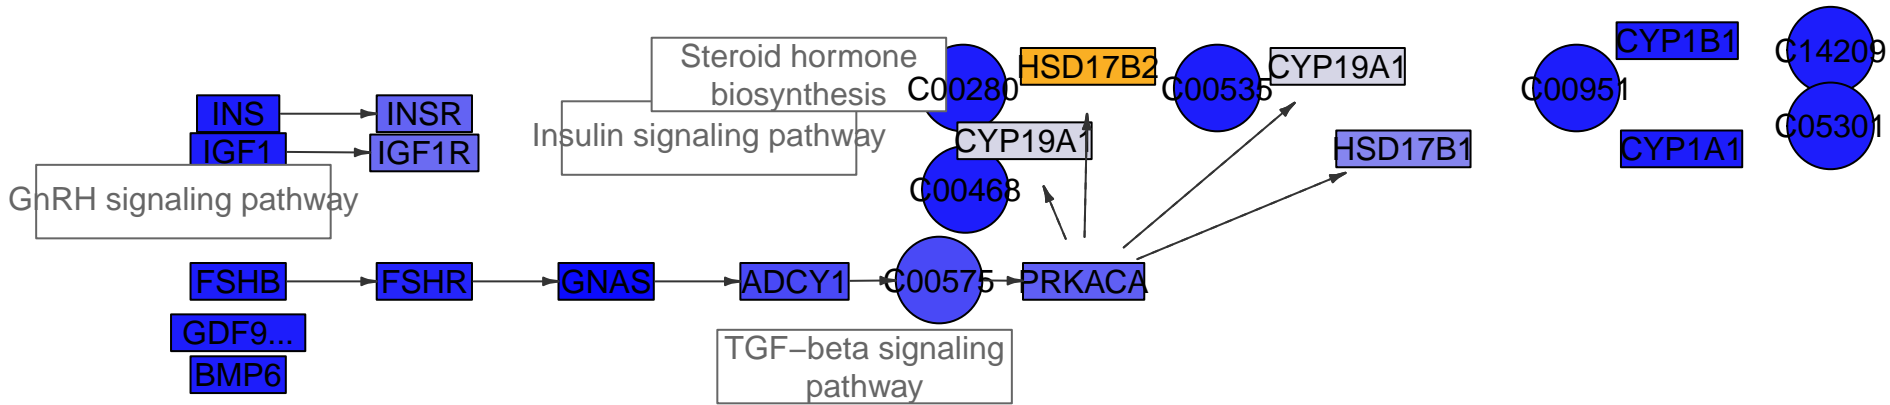 Steroid hormone
biosynthesis
C00280
HSD17B2
C00535
CYP19A1
C00951
CYP1B1
C14209
INS
INSR
Insulin signaling pathway
CYP19A1
HSD17B1
CYP1A1
C05301
IGF1
IGF1R
GnRH signaling pathway
C00468
FSHB
FSHR
GNAS
ADCY1
C00575
PRKACA
GDF9...
BMP6
TGF−beta signaling
pathway